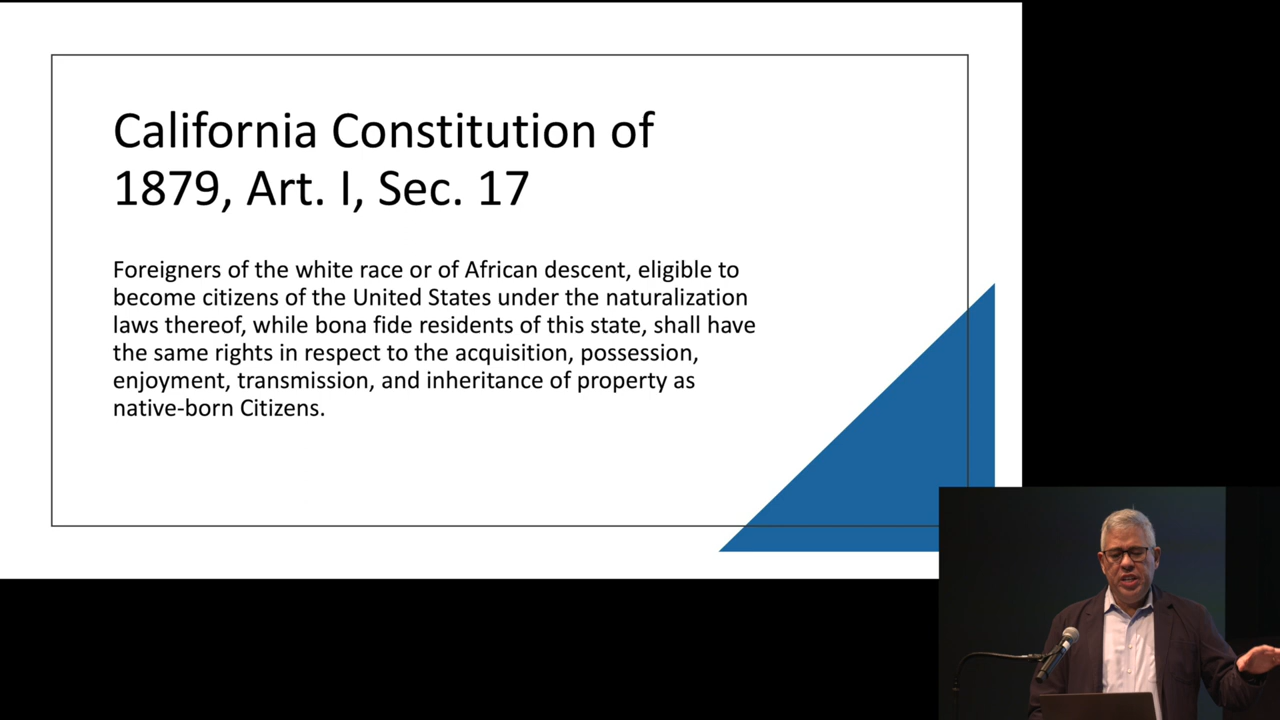 California Constitution of
1879, Art. I, Sec. 17
Foreigners of the white race or of African descent, eligible to
become citizens of the United States under the naturalization
laws thereof, while bona fide residents of this state, shall have
the same rights in respect to the acquisition, possession,
enjoyment, transmission, and inheritance of property as
native-born Citizens.